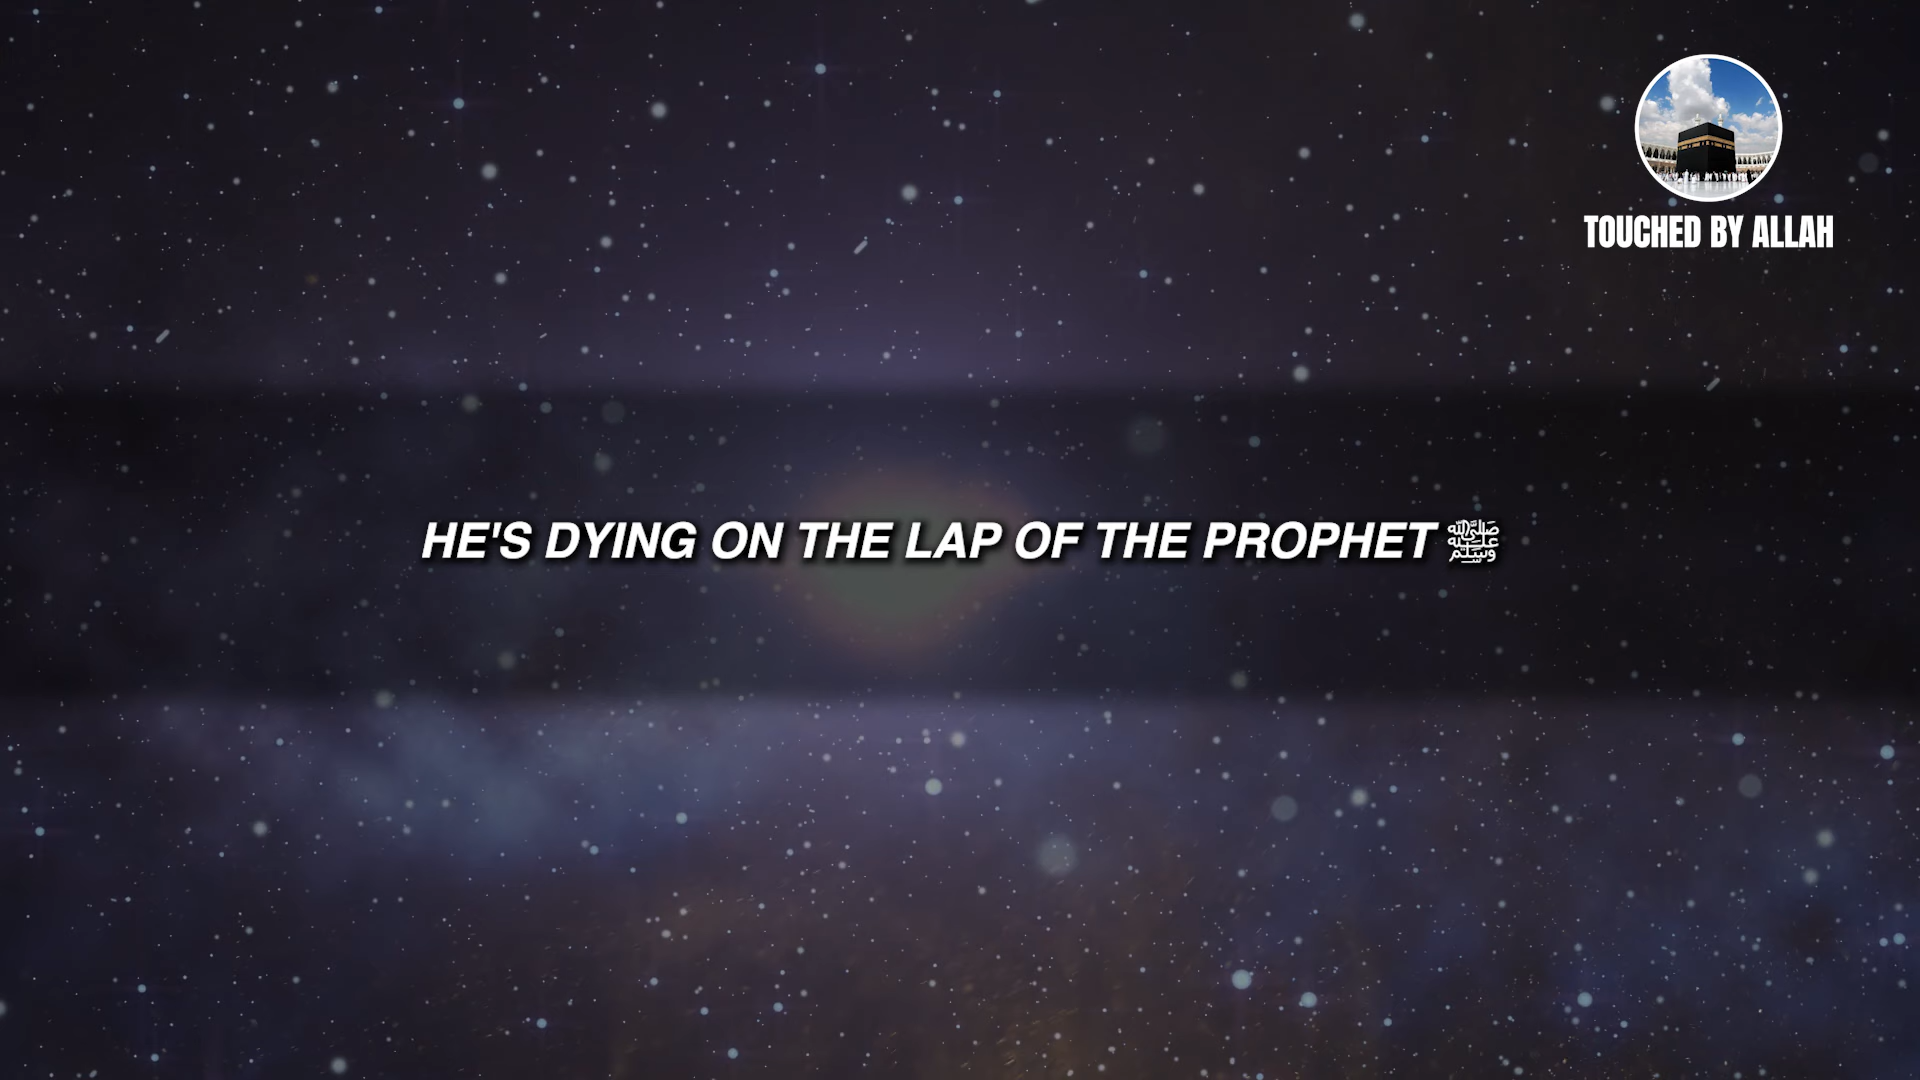 TOUCHED BY ALLAH
HE'S DYING ON THE LAP OF THE PROPHET ﷺ